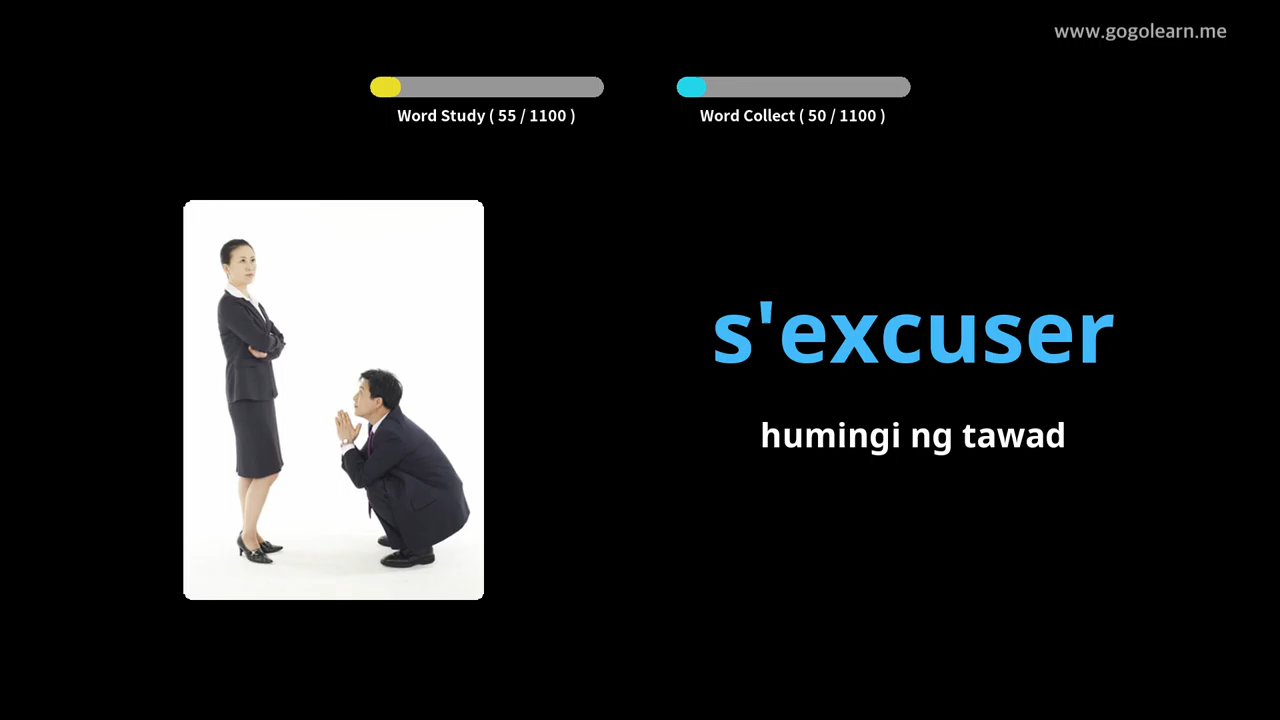 www.gogolearn.me
Word Study ( 55 / 1100 )
Word Collect ( 50 / 1100 )
s'excuser
humingi ng tawad